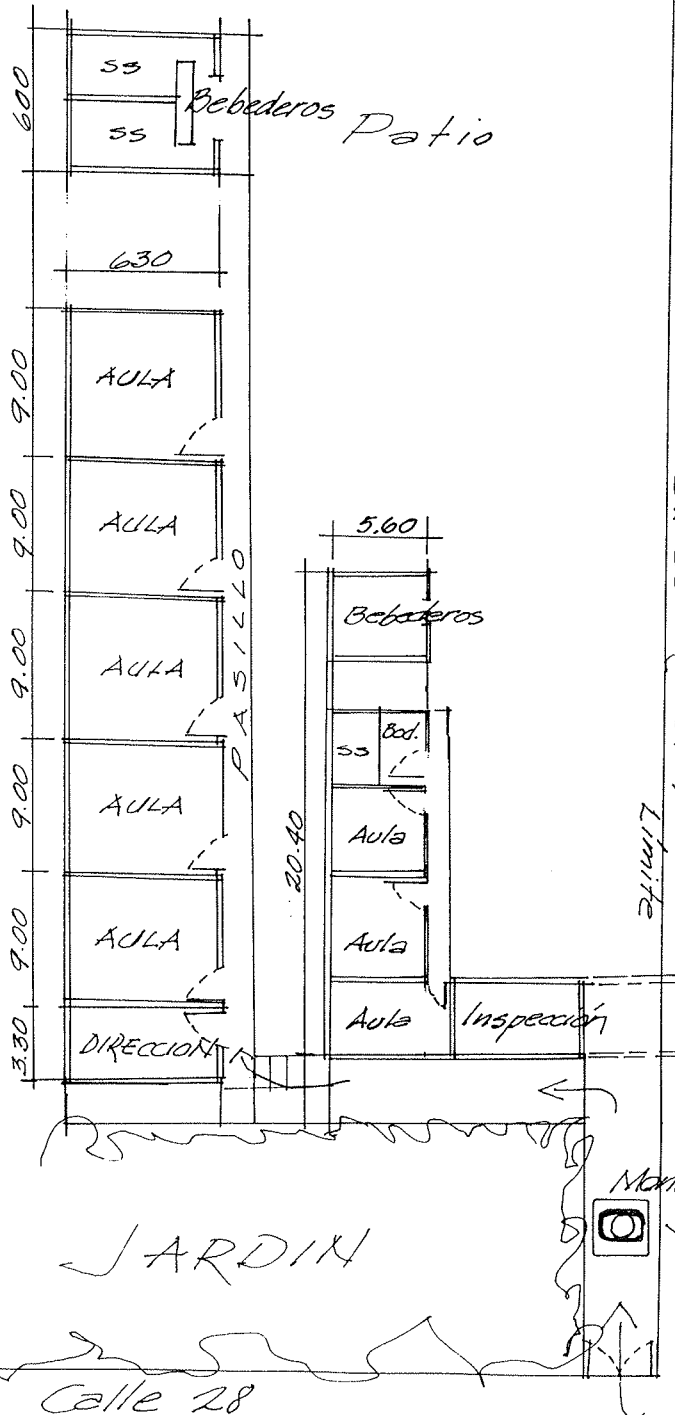 600
SS
SS
Bebederos
Patio
630
9.00
AULA
9.00
AULA
9.00
AULA
9.00
AULA
9.00
AULA
3.30
DIRECCION
PASILLO
5.60
Bebederos
SS
Bod.
20.40
Aula
Aula
Aula
Inspección
Limite
JARDIN
Calle 28